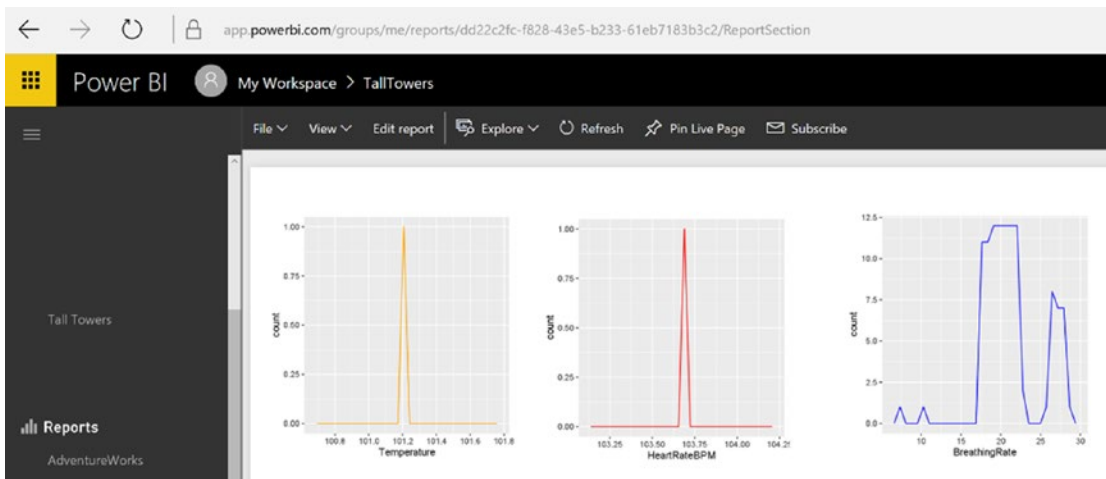 app.powerbi.com/groups/me/reports/dd22c2fc-f828-43e5-b233-61eb7183b3c2/ReportSection
Power BI My Workspace > TallTowers
File View Edit report Explore Refresh Pin Live Page Subscribe
Tall Towers
Reports
AdventureWorks
1.00
0.75
0.50
0.25
0.00
count
100.8 101.0 101.2 101.4 101.6 101.8
Temperature
1.00
0.75
0.50
0.25
0.00
count
103.25 103.50 103.75 104.00 104.25
HeartRateBPM
12.5
10.0
7.5
5.0
2.5
0.0
count
10 15 20 25 30
BreathingRate